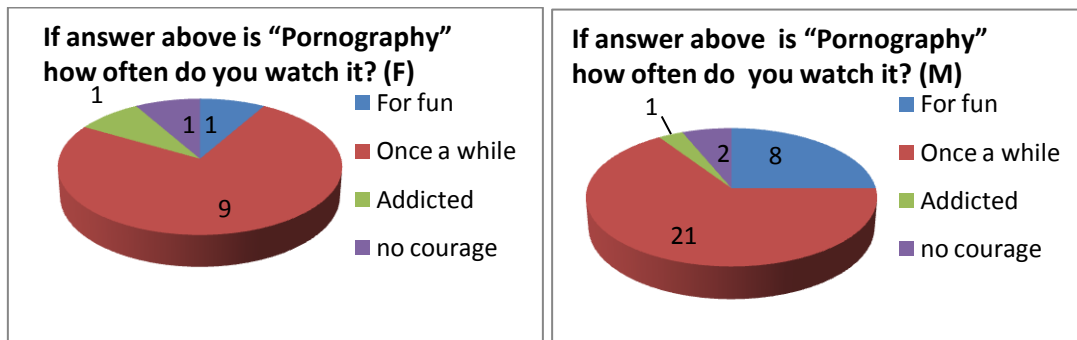 If answer above is “Pornography”
how often do you watch it? (F)
1
1
1
9
For fun
Once a while
Addicted
no courage
If answer above is “Pornography”
how often do you watch it? (M)
1
2
8
21
For fun
Once a while
Addicted
no courage